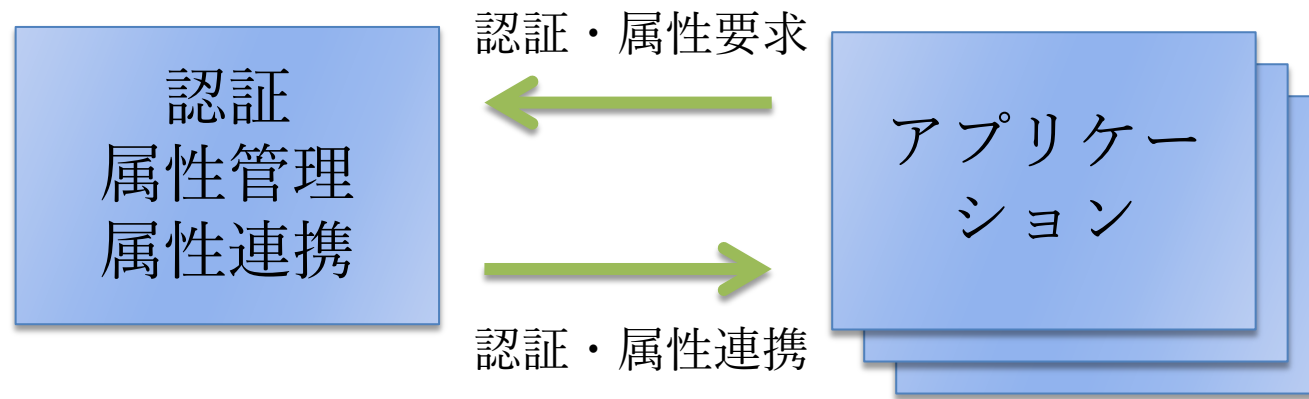 認証
属性管理
属性連携
認証・属性要求
認証・属性連携
アプリケー
ション